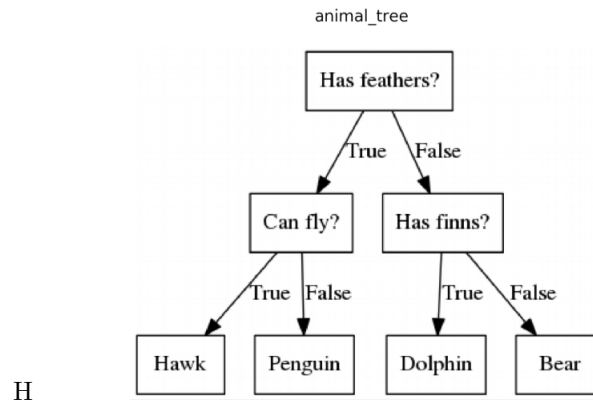 animal_tree
Has feathers?
True False
Can fly? Has finns?
True False True False
Hawk Penguin Dolphin Bear
H